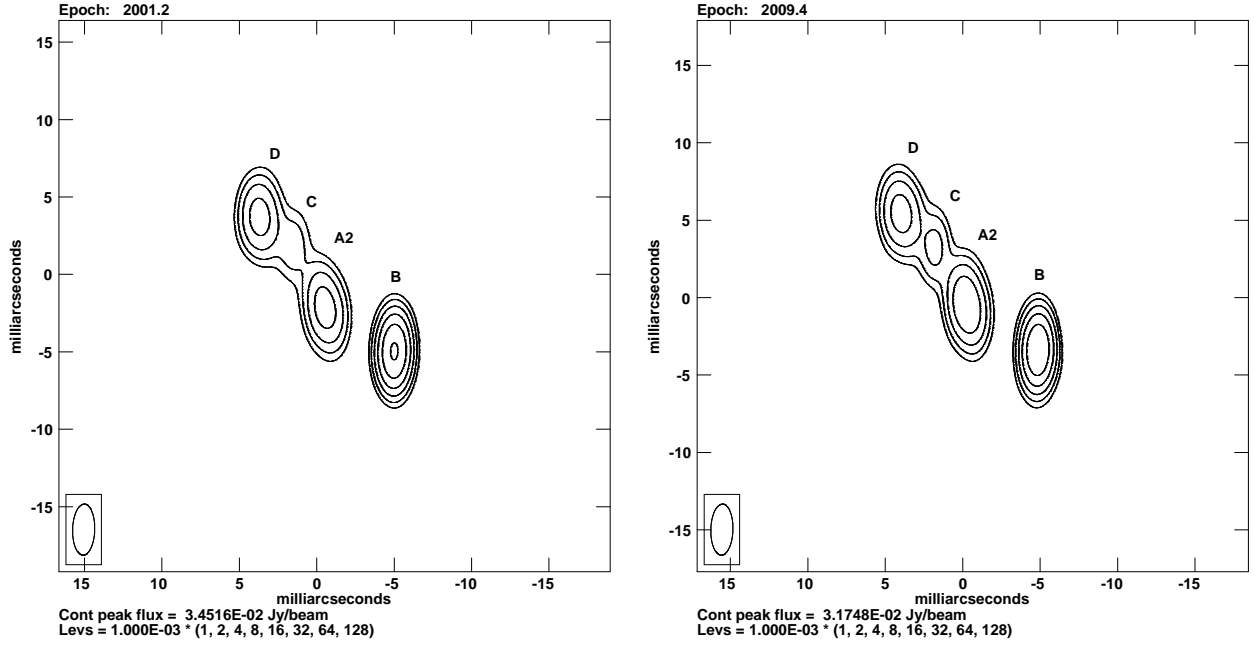 Epoch: 2001.2
15
10
5
0
-5
-10
-15
milliarcseconds
D
C
A2
B
15 10 5 0 -5 -10 -15
milliarcseconds
Cont peak flux = 3.4516E-02 Jy/beam
Levs = 1.000E-03 * (1, 2, 4, 8, 16, 32, 64, 128)
Epoch: 2009.4
15
10
5
0
-5
-10
-15
milliarcseconds
D
C
A2
B
15 10 5 0 -5 -10 -15
milliarcseconds
Cont peak flux = 3.1748E-02 Jy/beam
Levs = 1.000E-03 * (1, 2, 4, 8, 16, 32, 64, 128)